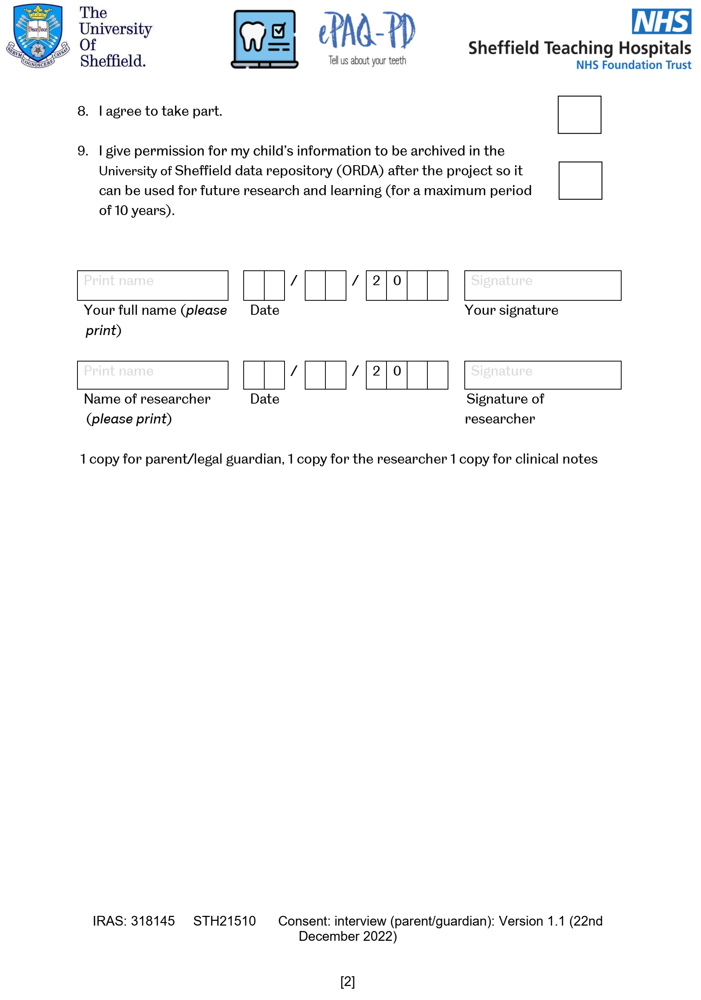 The
University
Of
Sheffield.
Disce Doce
RERVM COGNOSCERE CAVSAS
ePAQ-PD
Tell us about your teeth
NHS
Sheffield Teaching Hospitals
NHS Foundation Trust
8. I agree to take part.
9. I give permission for my child’s information to be archived in the
University of Sheffield data repository (ORDA) after the project so it
can be used for future research and learning (for a maximum period
of 10 years).
Print name / / 2 0 Signature
Your full name (please Date Your signature
print)
Print name / / 2 0 Signature
Name of researcher Date Signature of
(please print) researcher
1 copy for parent/legal guardian, 1 copy for the researcher 1 copy for clinical notes
IRAS: 318145 STH21510 Consent: interview (parent/guardian): Version 1.1 (22nd
December 2022)
[2]